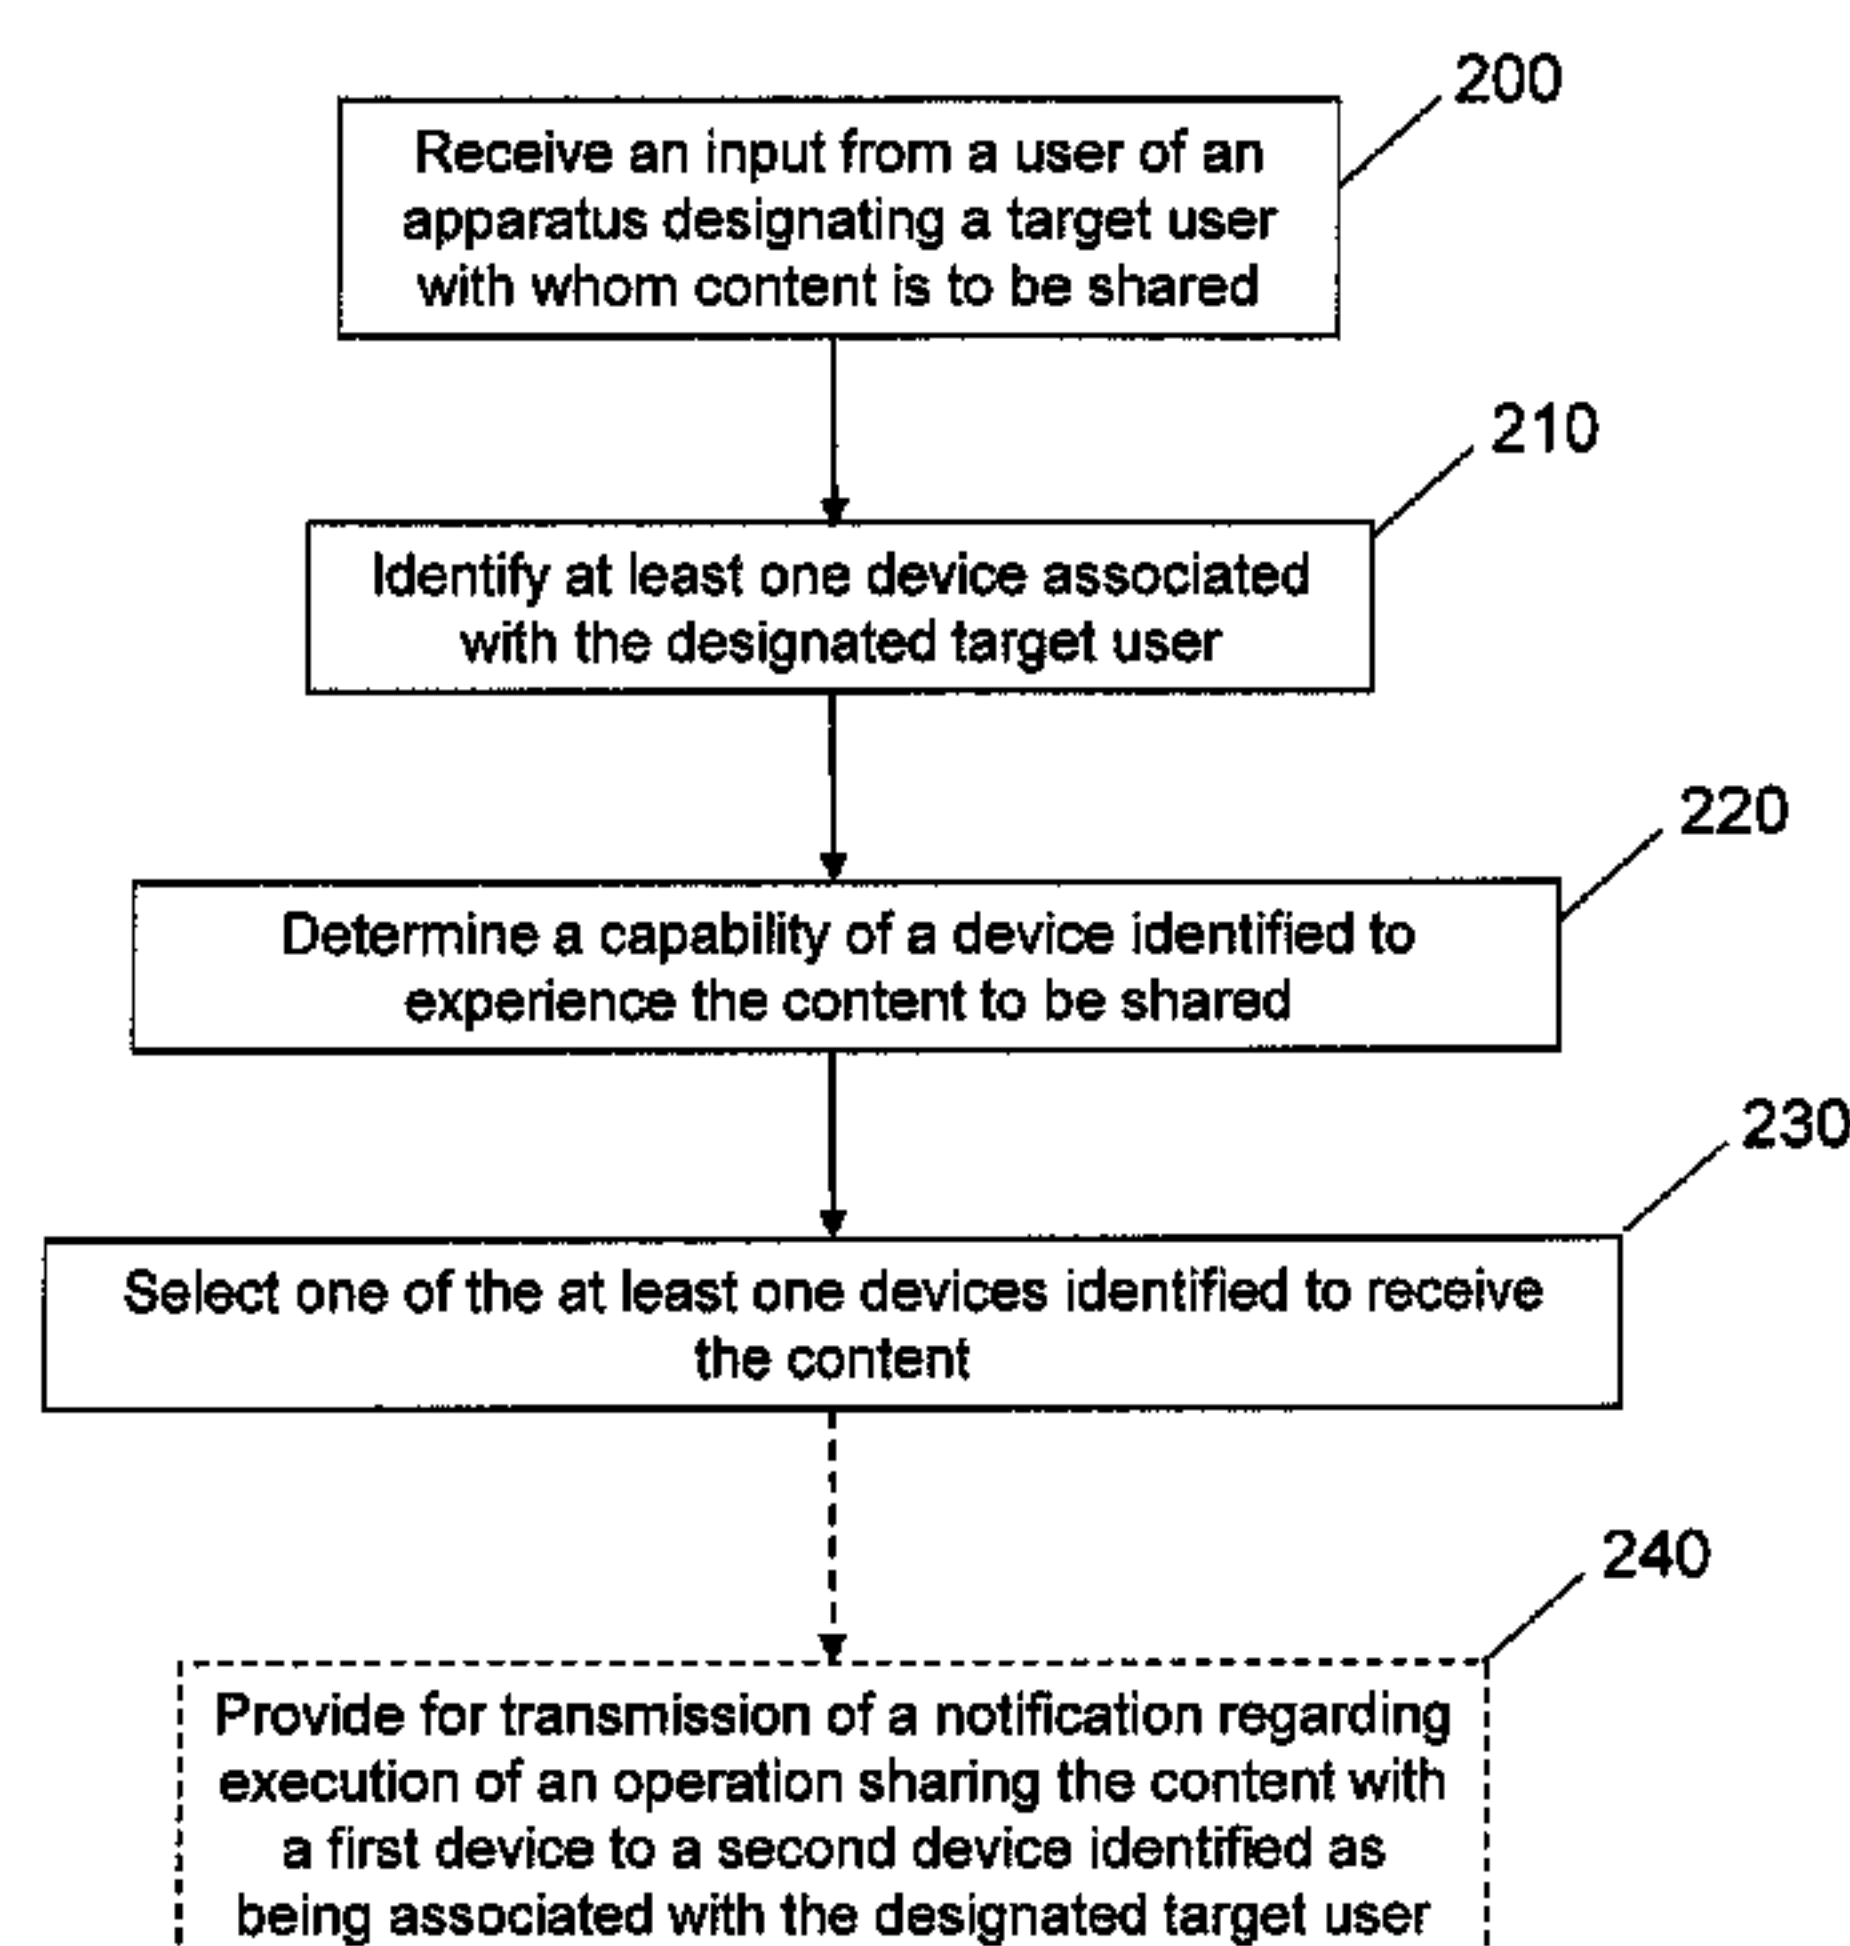 200
Receive an input from a user of an
apparatus designating a target user
with whom content is to be shared
210
Identify at least one device associated
with the designated target user
220
Determine a capability of a device identified to
experience the content to be shared
230
Select one of the at least one devices identified to receive
the content
240
Provide for transmission of a notification regarding
execution of an operation sharing the content with
a first device to a second device identified as
being associated with the designated target user